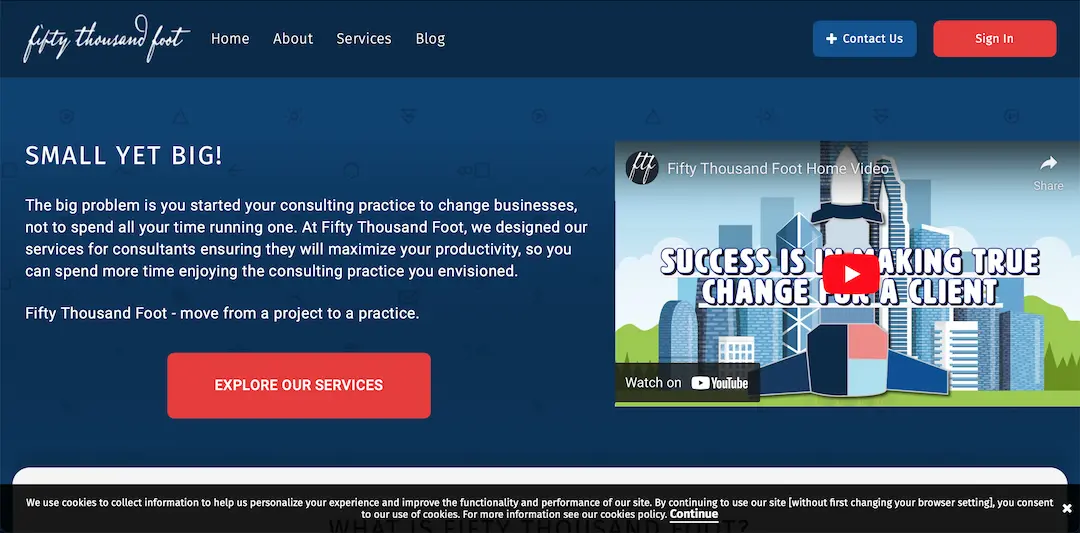 fifty thousand foot
Home
About
Services
Blog
Contact Us
Sign In
SMALL YET BIG!
The big problem is you started your consulting practice to change businesses,
not to spend all your time running one. At Fifty Thousand Foot, we designed our
services for consultants ensuring they will maximize your productivity, so you
can spend more time enjoying the consulting practice you envisioned.
Fifty Thousand Foot - move from a project to a practice.
EXPLORE OUR SERVICES
ftf
Fifty Thousand Foot Home Video
Share
SUCCESS IS IN MAKING TRUE
CHANGE FOR A CLIENT
Watch on YouTube
We use cookies to collect information to help us personalize your experience and improve the functionality and performance of our site. By continuing to use our site [without first changing your browser setting], you consent
to our use of cookies. For more information see our cookies policy. Continue
WHAT IS FIFTY THOUSAND FOOT?